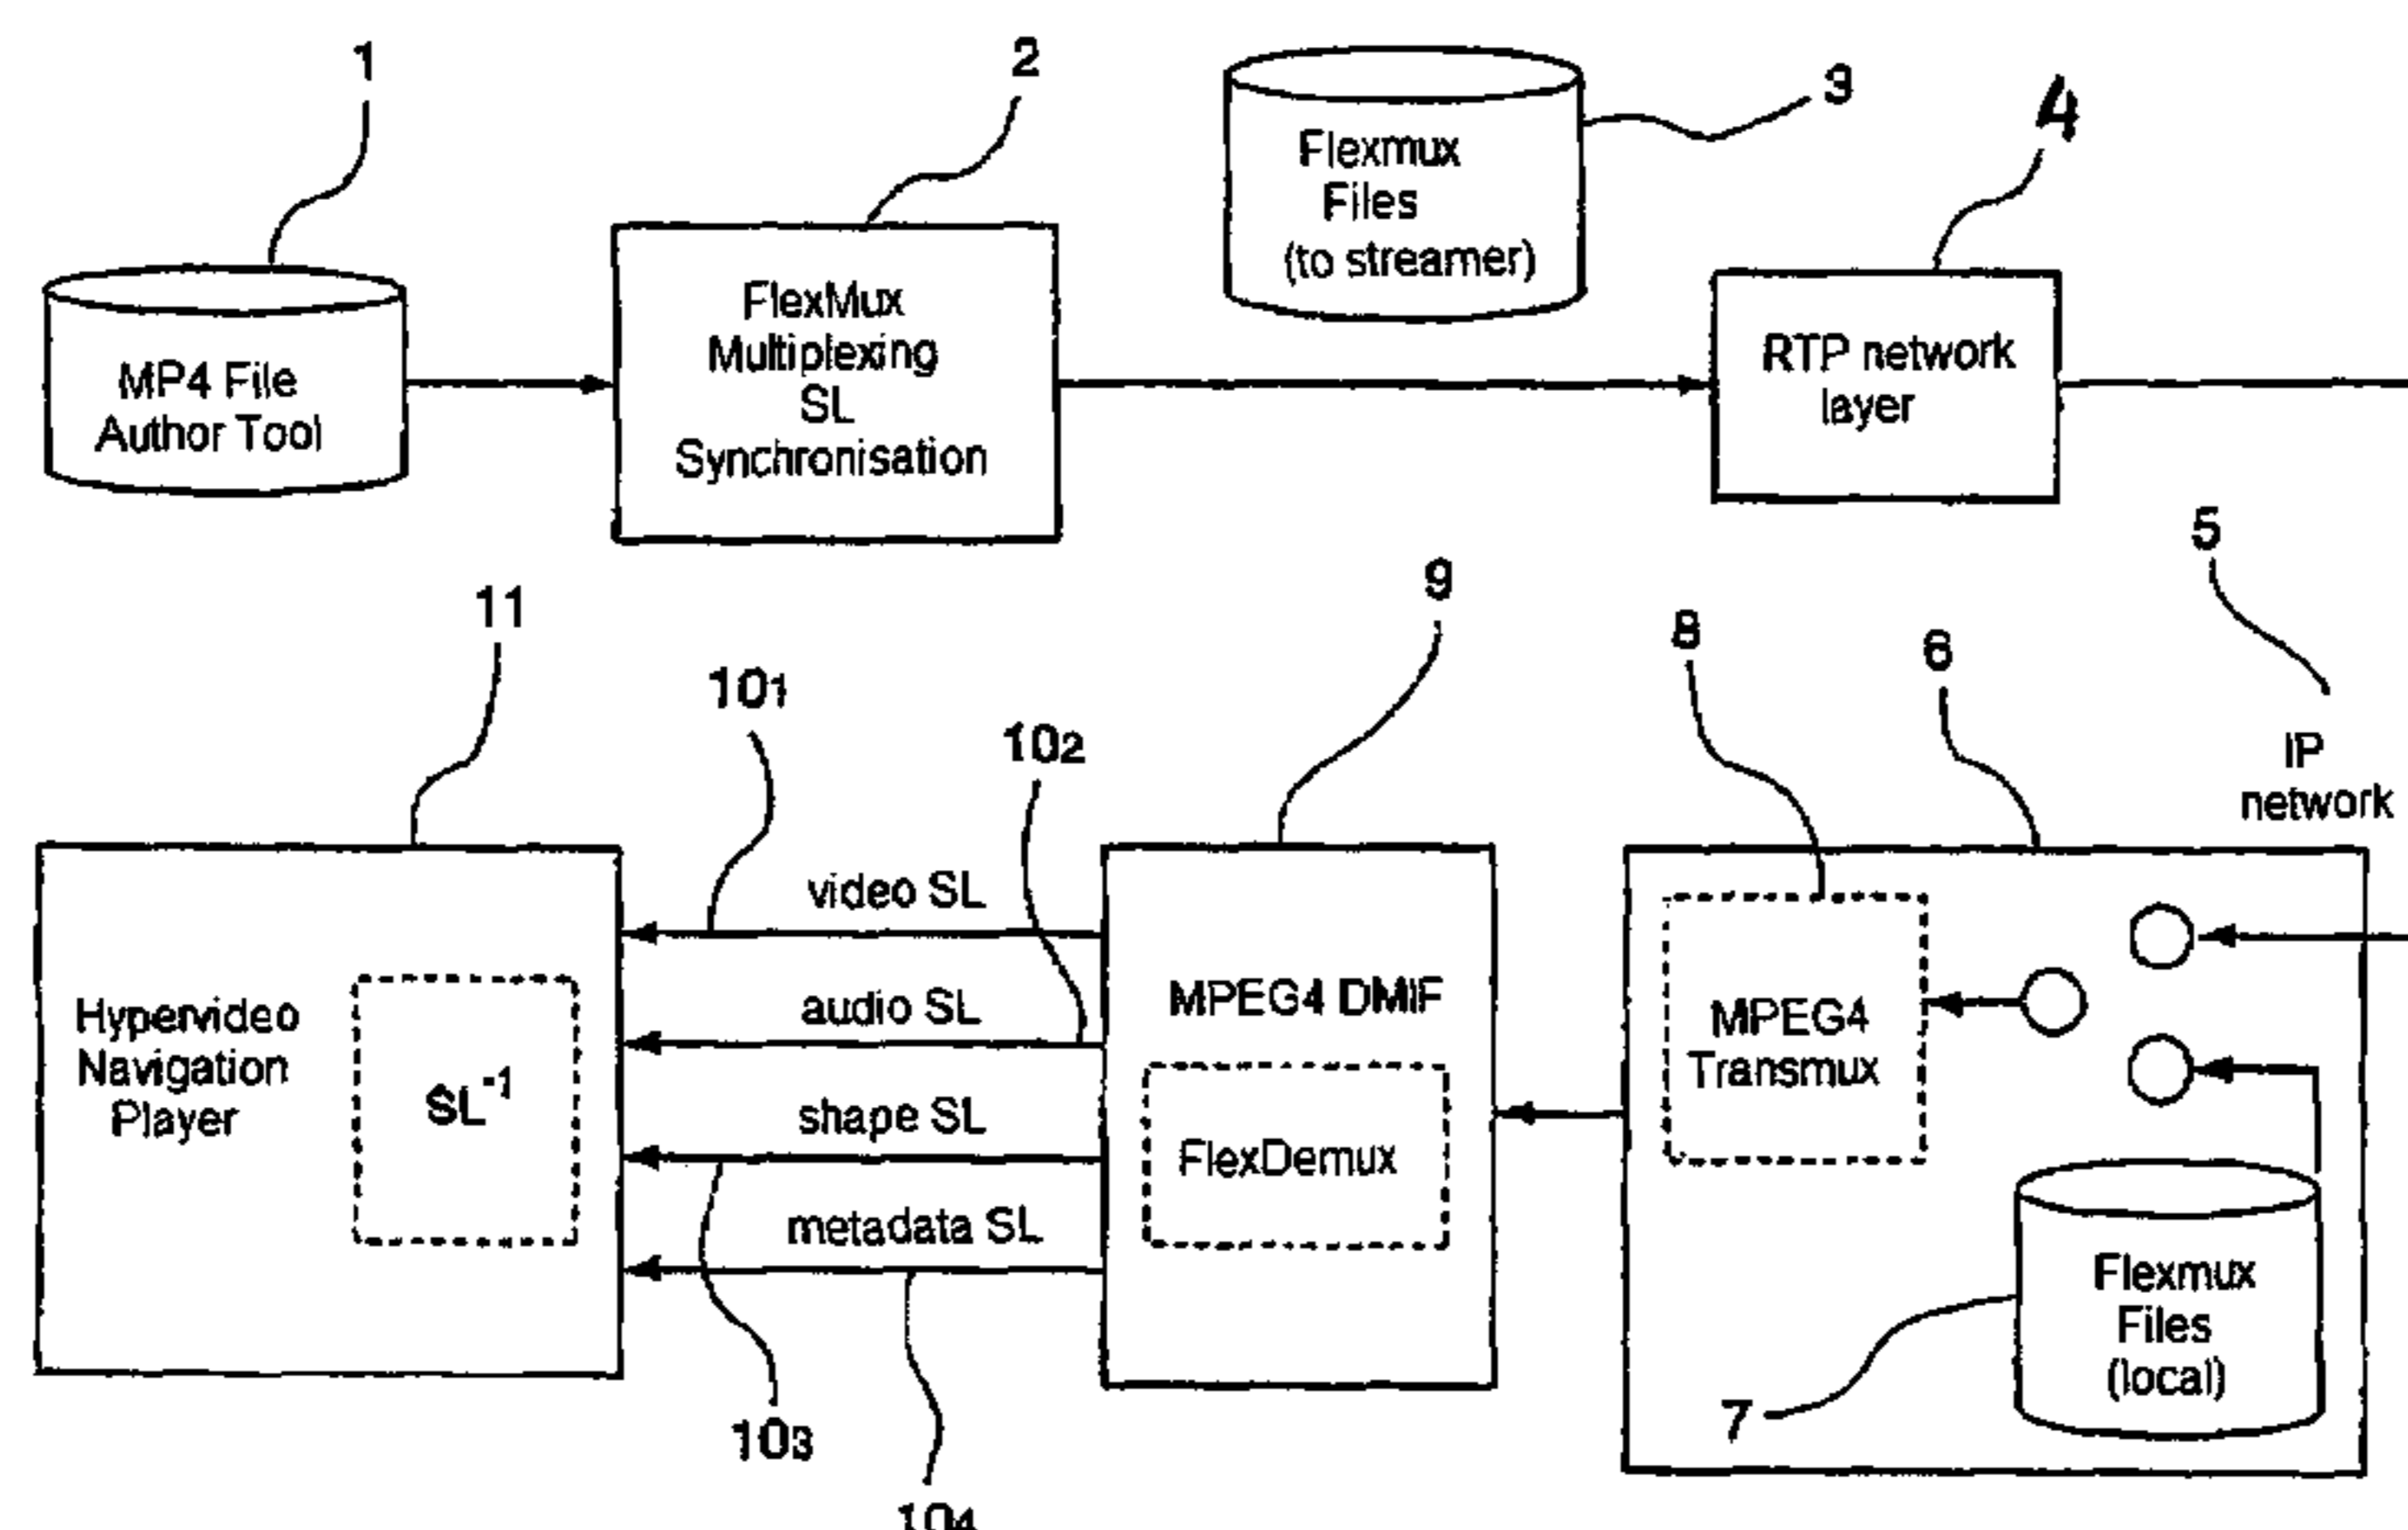 1
2
3
4
Flexmux
Files
(to streamer)
MP4 File
Author Tool
FlexMux
Multiplexing
SL
Synchronisation
RTP network
layer
5
IP
network
11
101
102
9
8
6
video SL
audio SL
shape SL
metadata SL
Hypervideo
Navigation
Player
SL-1
MPEG4 DMIF
FlexDemux
MPEG4
Transmux
Flexmux
Files
(local)
7
103
104